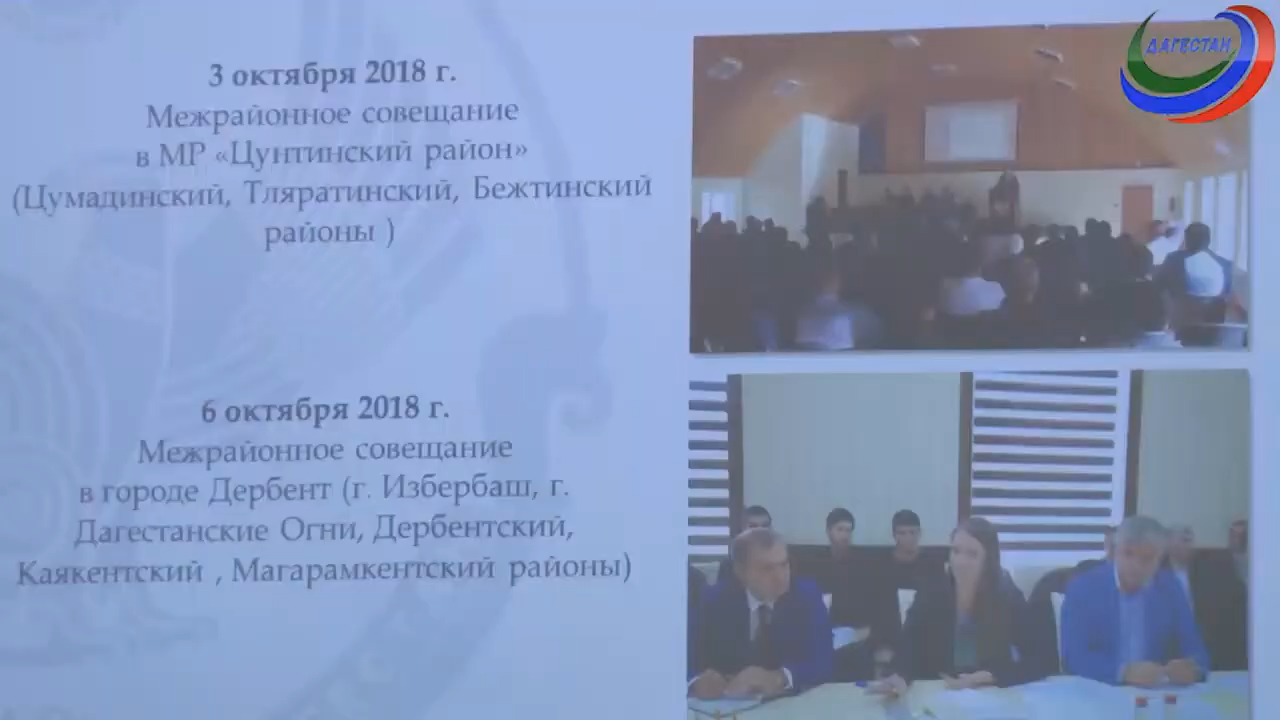 ДАГЕСТАН
3 октября 2018 г.
Межрайонное совещание
в МР «Цунтинский район»
(Цумадинский, Тляратинский, Бежтинский
районы )
6 октября 2018 г.
Межрайонное совещание
в городе Дербент (г. Избербаш, г.
Дагестанские Огни, Дербентский,
Каякентский , Магарамкентский районы)